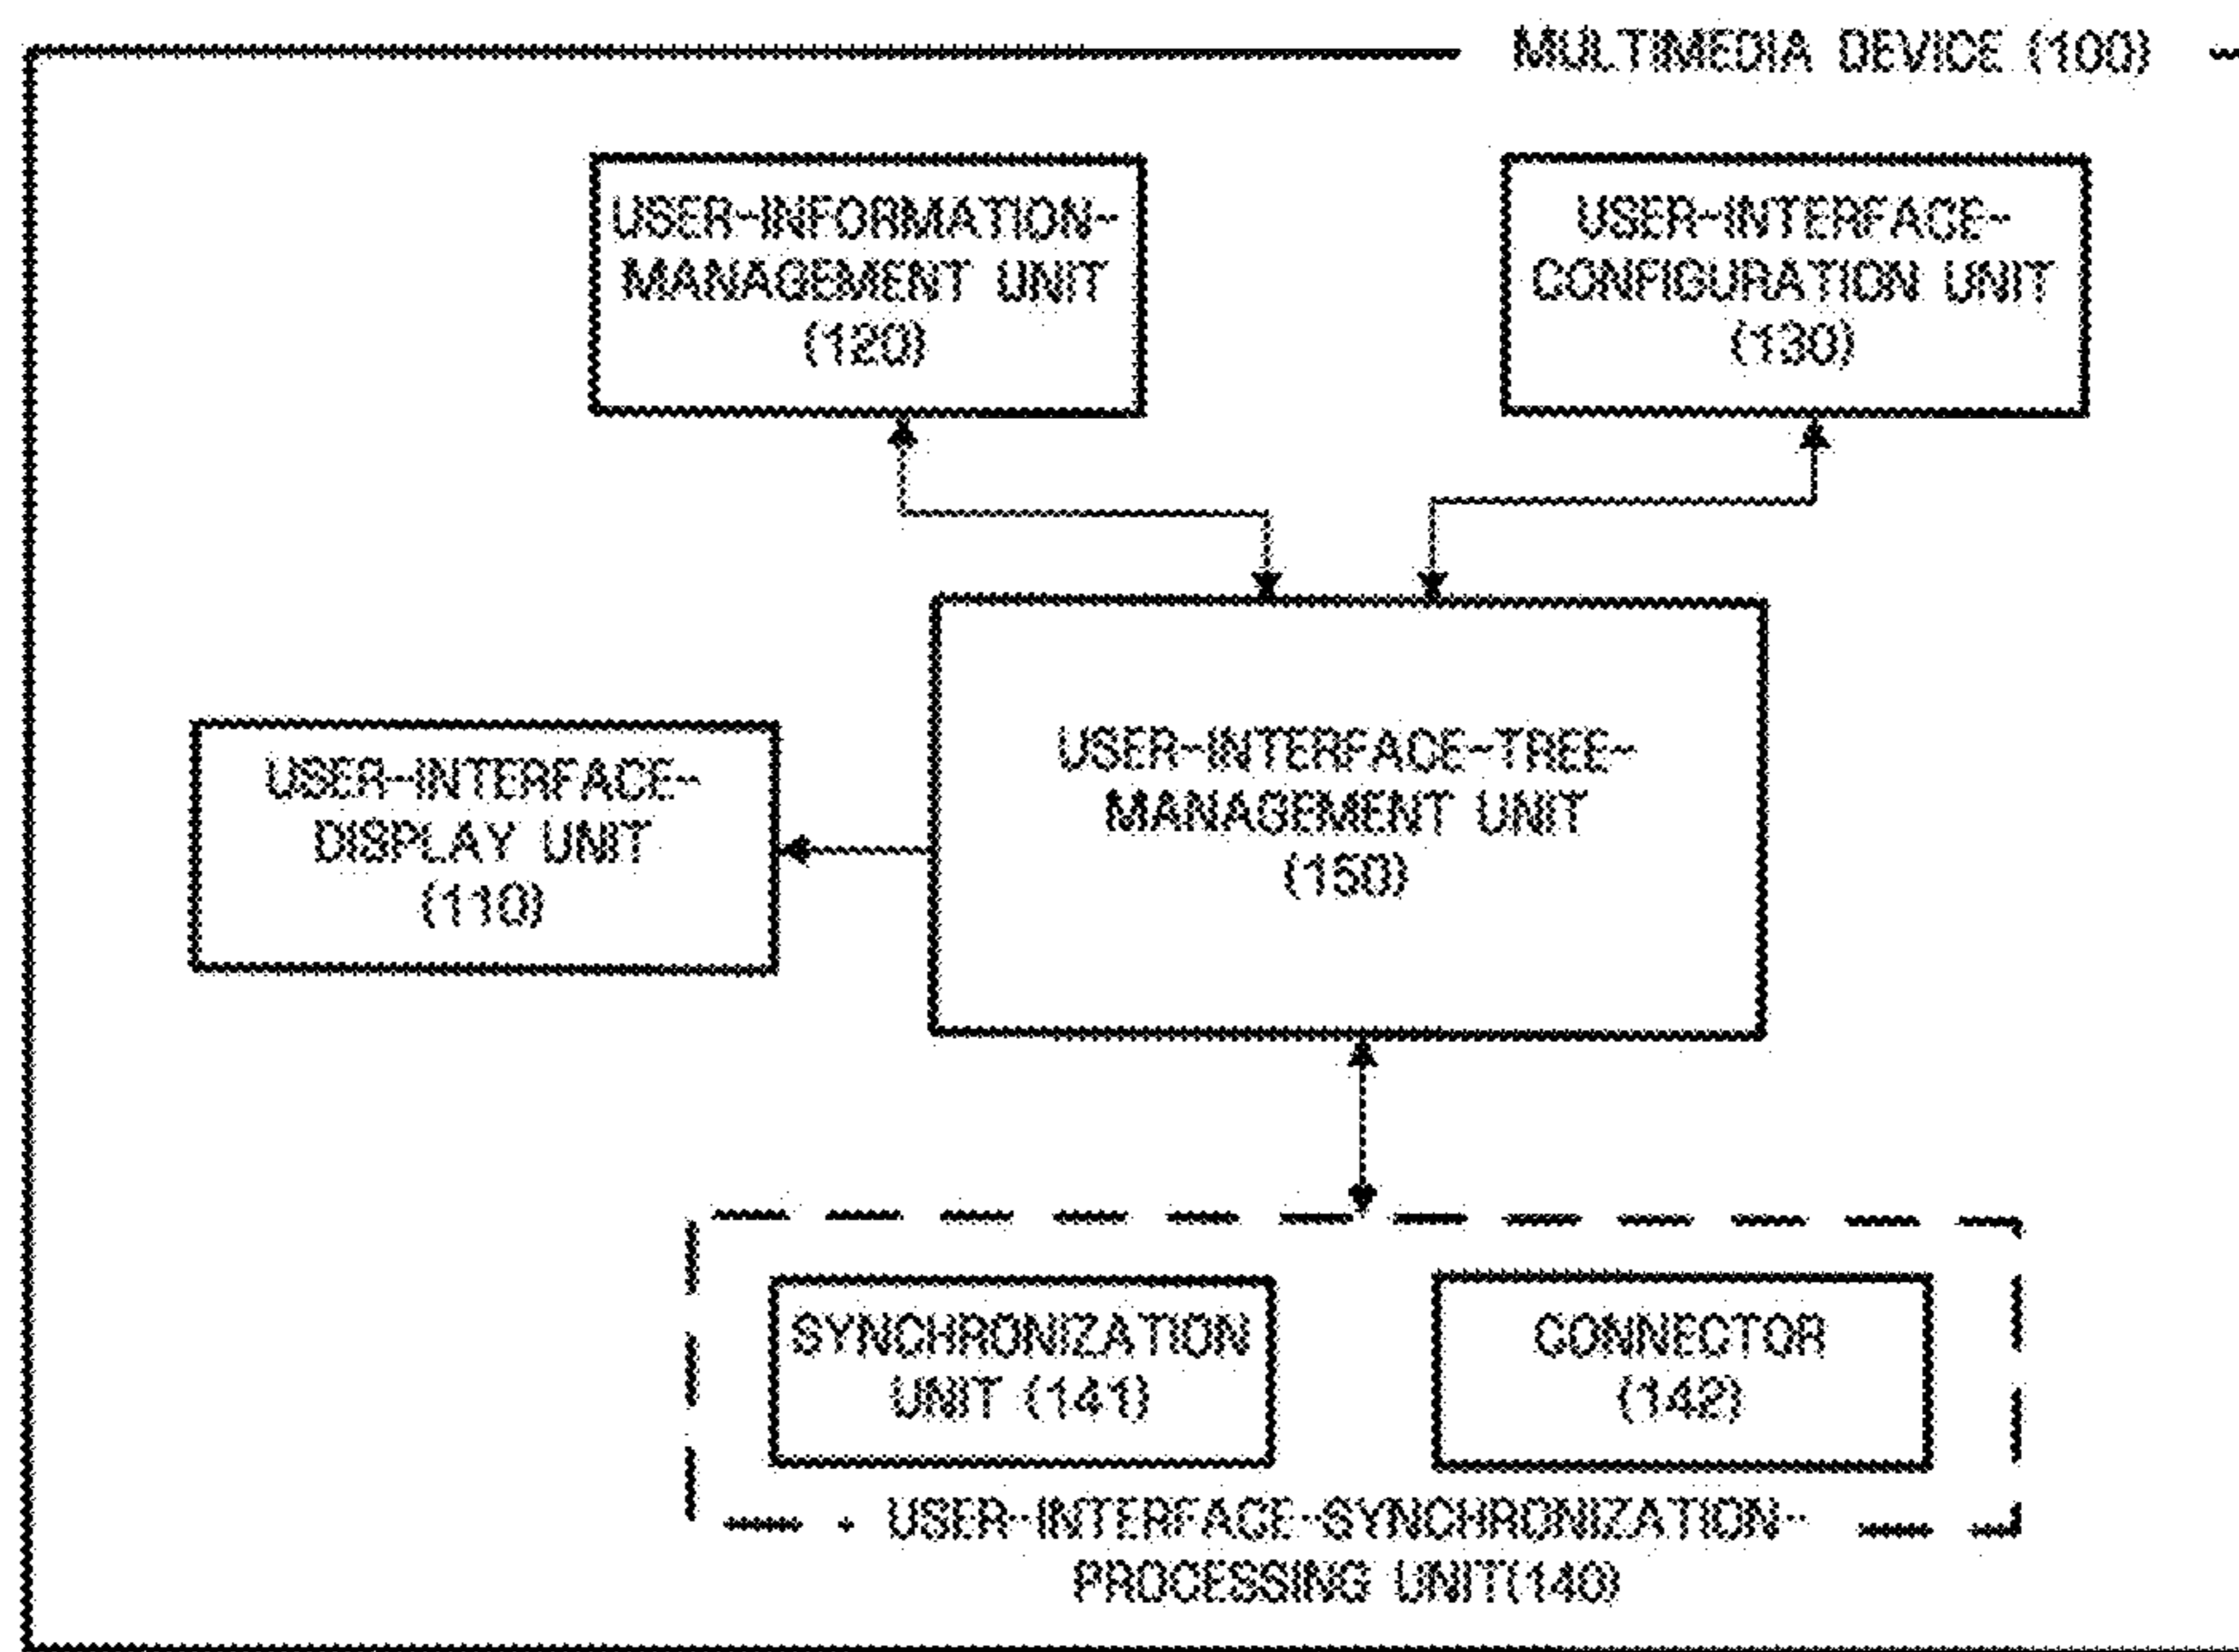 MULTIMEDIA DEVICE (100)
USER-INFORMATION-
MANAGEMENT UNIT
(120)
USER-INTERFACE-
CONFIGURATION UNIT
(130)
USER-INTERFACE-TREE-
MANAGEMENT UNIT
(150)
USER-INTERFACE-
DISPLAY UNIT
(110)
SYNCHRONIZATION
UNIT (141)
CONNECTOR
(142)
USER-INTERFACE-SYNCHRONIZATION-
PROCESSING UNIT(140)